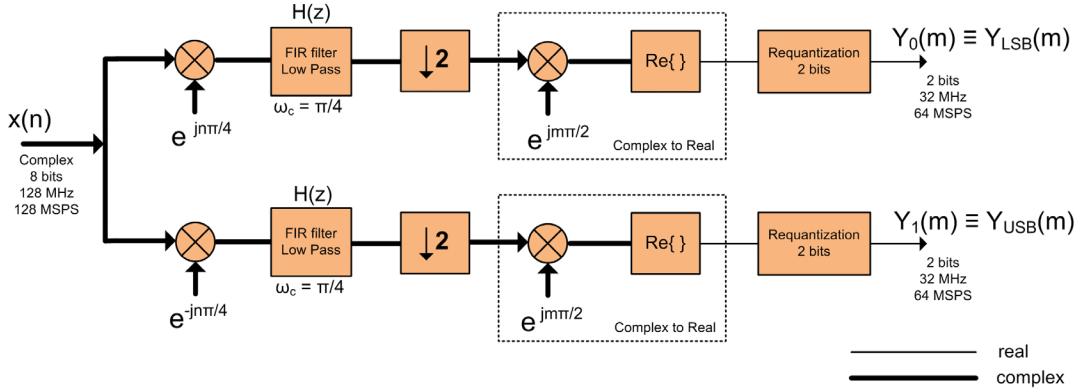 H(z)
FIR filter
Low Pass
ω_c = π/4
e^jnπ/4
↓2
e^jmπ/2
Re{ }
Complex to Real
Requantization
2 bits
Y_0(m) ≡ Y_LSB(m)
2 bits
32 MHz
64 MSPS
x(n)
Complex
8 bits
128 MHz
128 MSPS
H(z)
FIR filter
Low Pass
ω_c = π/4
e^-jnπ/4
↓2
e^jmπ/2
Re{ }
Complex to Real
Requantization
2 bits
Y_1(m) ≡ Y_USB(m)
2 bits
32 MHz
64 MSPS
real
complex